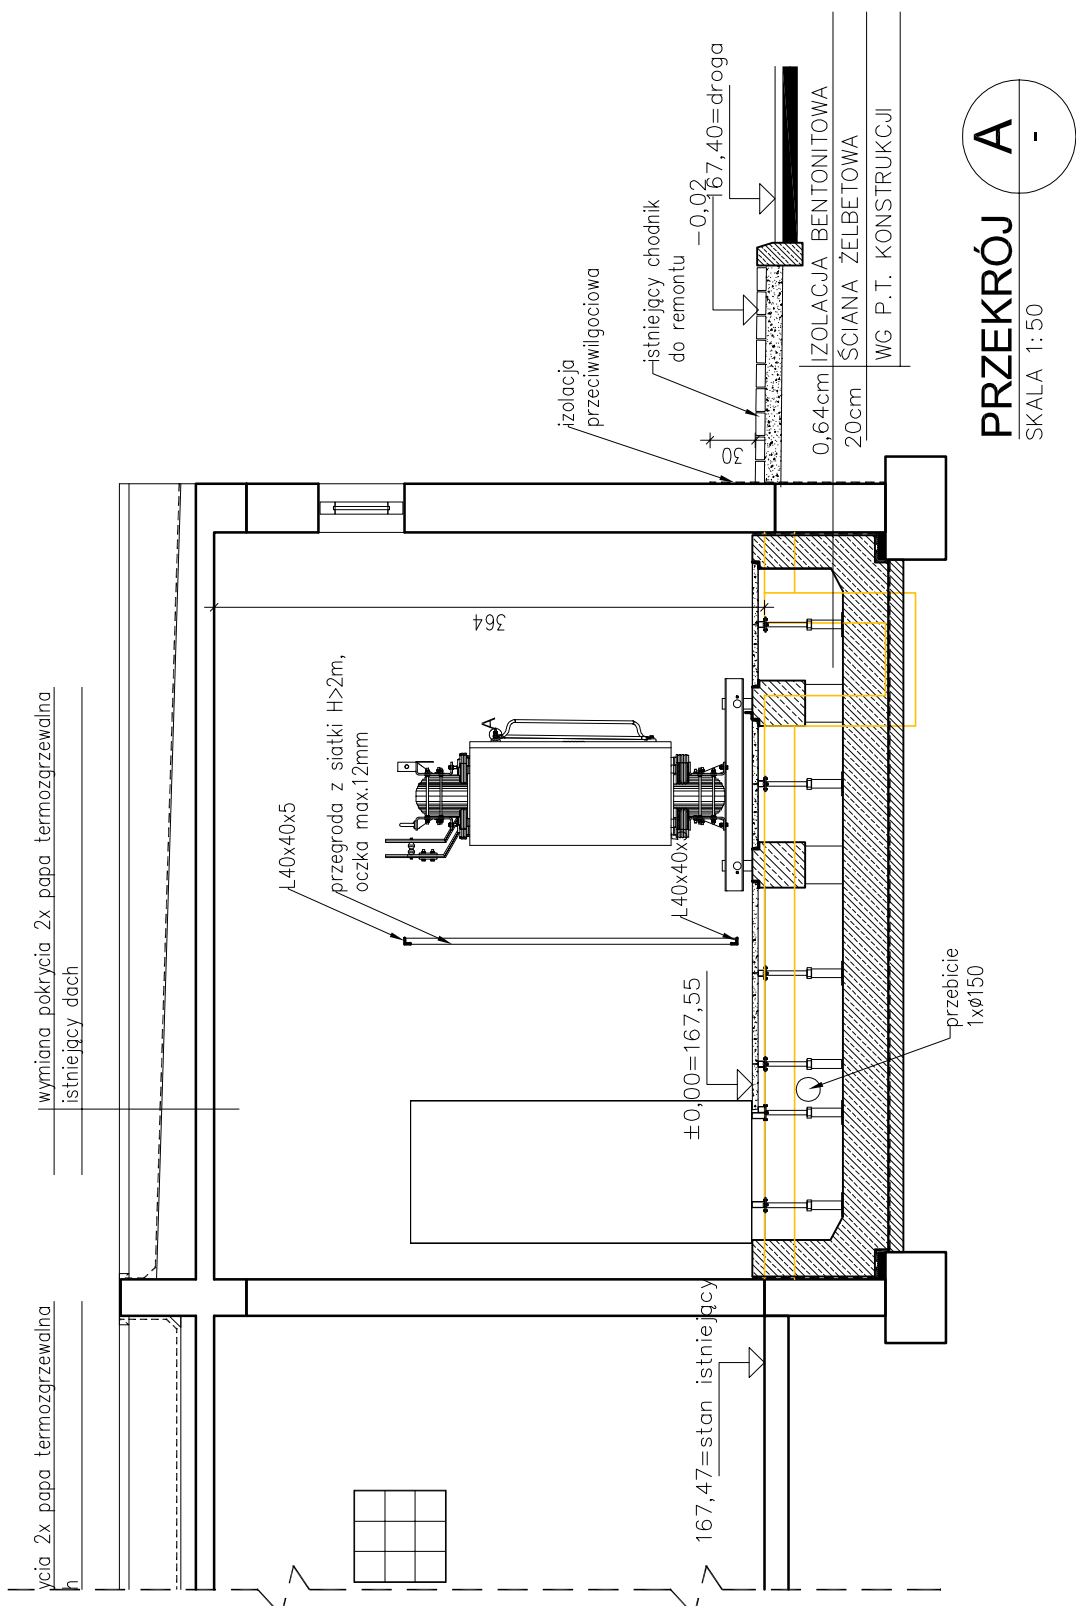 wymiana pokrycia 2x papa termozgrzewalna
istniejący dach
ycia 2x papa termozgrzewalna
h
L40x40x5
przegroda z siatki H>2m,
oczka max.12mm
364
A
L40x40x
±0,00=167,55
przebicie
1xø150
167,47=stan istniejący
izolacja
przeciwwilgociowa
istniejący chodnik
do remontu
30
-0,02
167,40=droga
0,64cm IZOLACJA BENTONITOWA
20cm ŚCIANA ŻELBETOWA
WG P.T. KONSTRUKCJI
PRZEKRÓJ A
SKALA 1:50 -